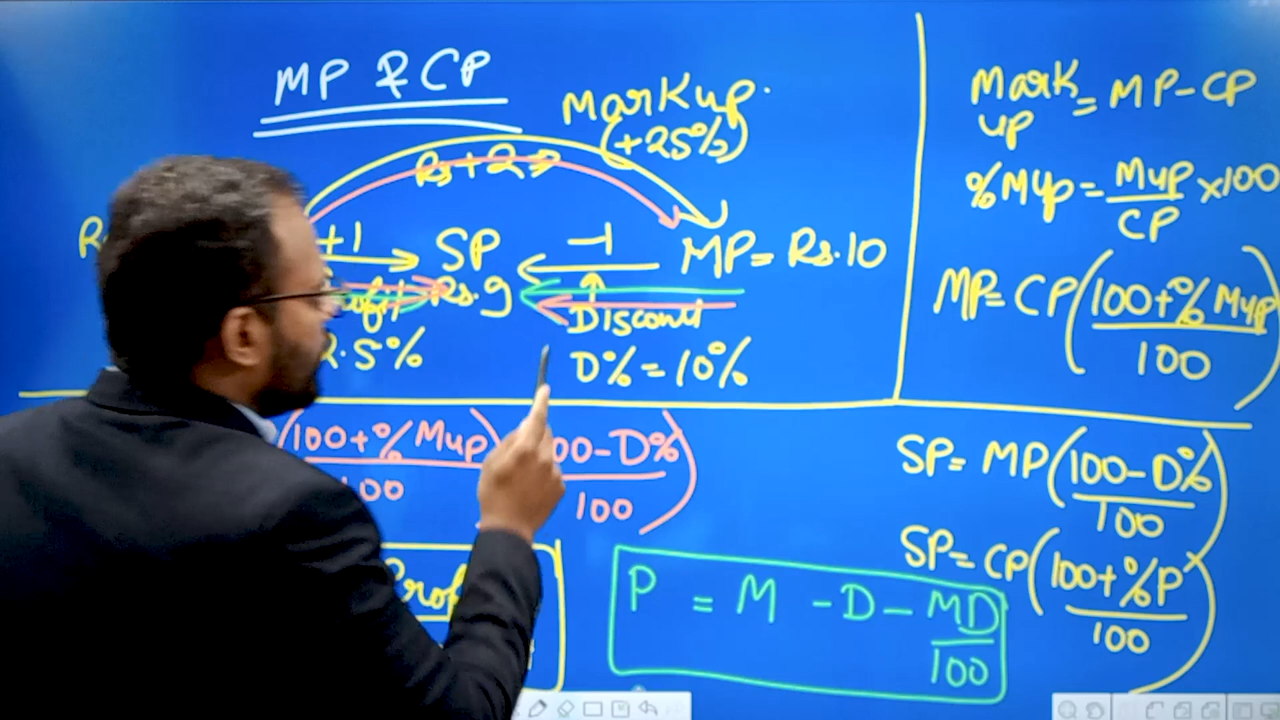 MP & CP
Markup
(+25%)
Rs +2.
+1
SP
-1
MP = Rs.10
Rs.9
Discount
2.5%
D% = 10%
Mark up = MP-CP
%Mup = Mup/CP ×100
MP = CP(100+%Mup/100)
(100+%Mup/100)(100-D%/100)
SP = MP(100-D%/100)
SP = CP(100+%P/100)
P = M -D - MD/100